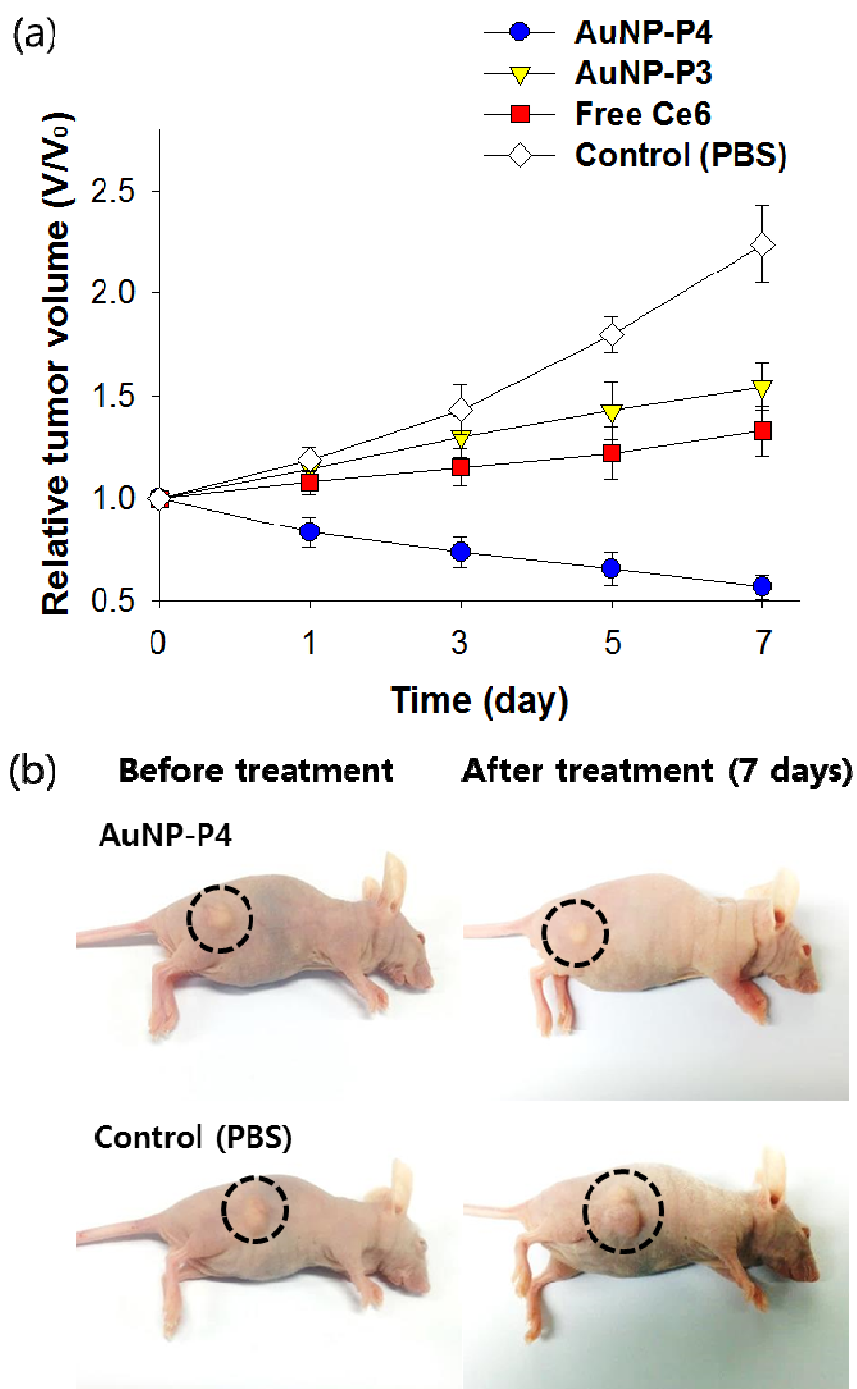 (a)
AuNP-P4
AuNP-P3
Free Ce6
Control (PBS)
Relative tumor volume (V/V₀)
2.5
2.0
1.5
1.0
0.5
0 1 3 5 7
Time (day)
(b) Before treatment After treatment (7 days)
AuNP-P4
Control (PBS)